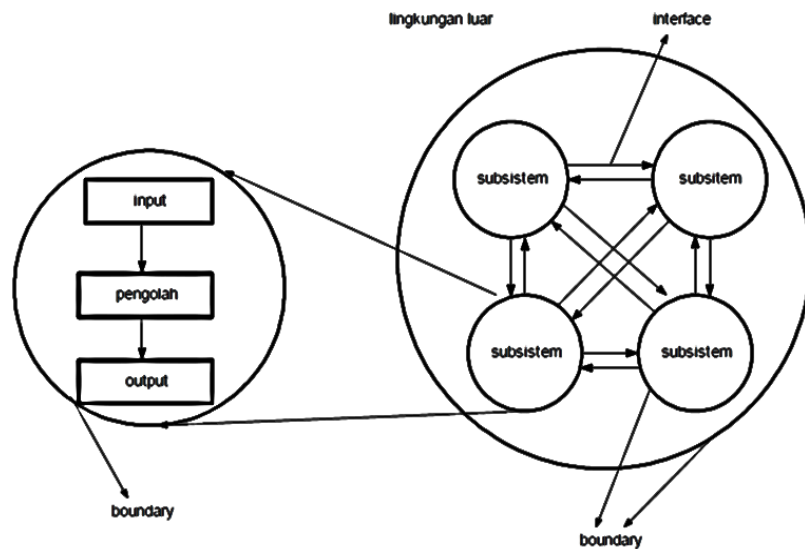 lingkungan luar
interface
subsistem
subsitem
input
pengolah
subsistem
subsistem
output
boundary
boundary